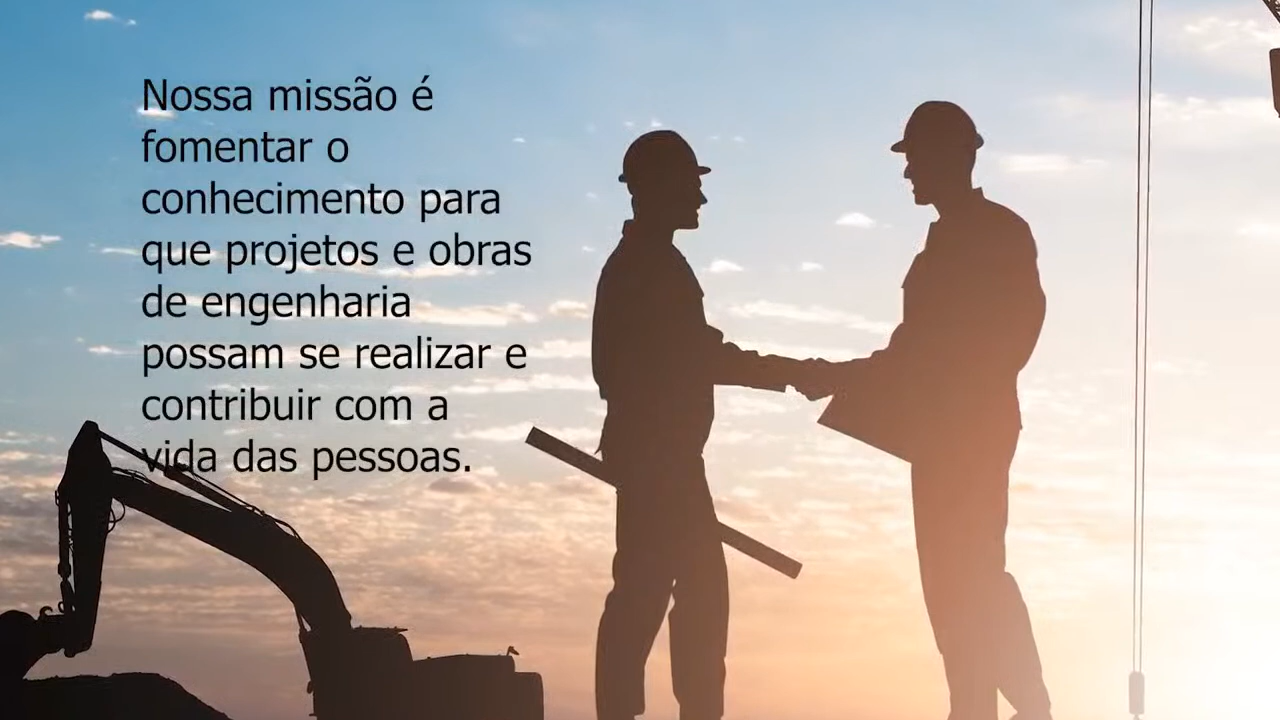 Nossa missão é
fomentar o
conhecimento para
que projetos e obras
de engenharia
possam se realizar e
contribuir com a
vida das pessoas.